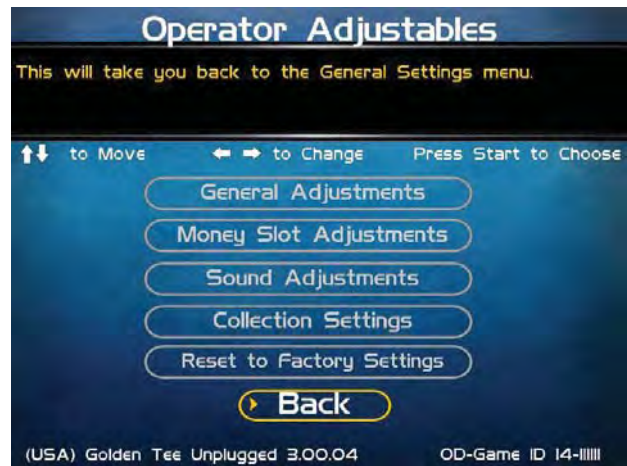 Operator Adjustables
This will take you back to the General Settings menu.
to Move to Change Press Start to Choose
General Adjustments
Money Slot Adjustments
Sound Adjustments
Collection Settings
Reset to Factory Settings
Back
(USA) Golden Tee Unplugged 3.00.04 OD-Game ID 14-111111